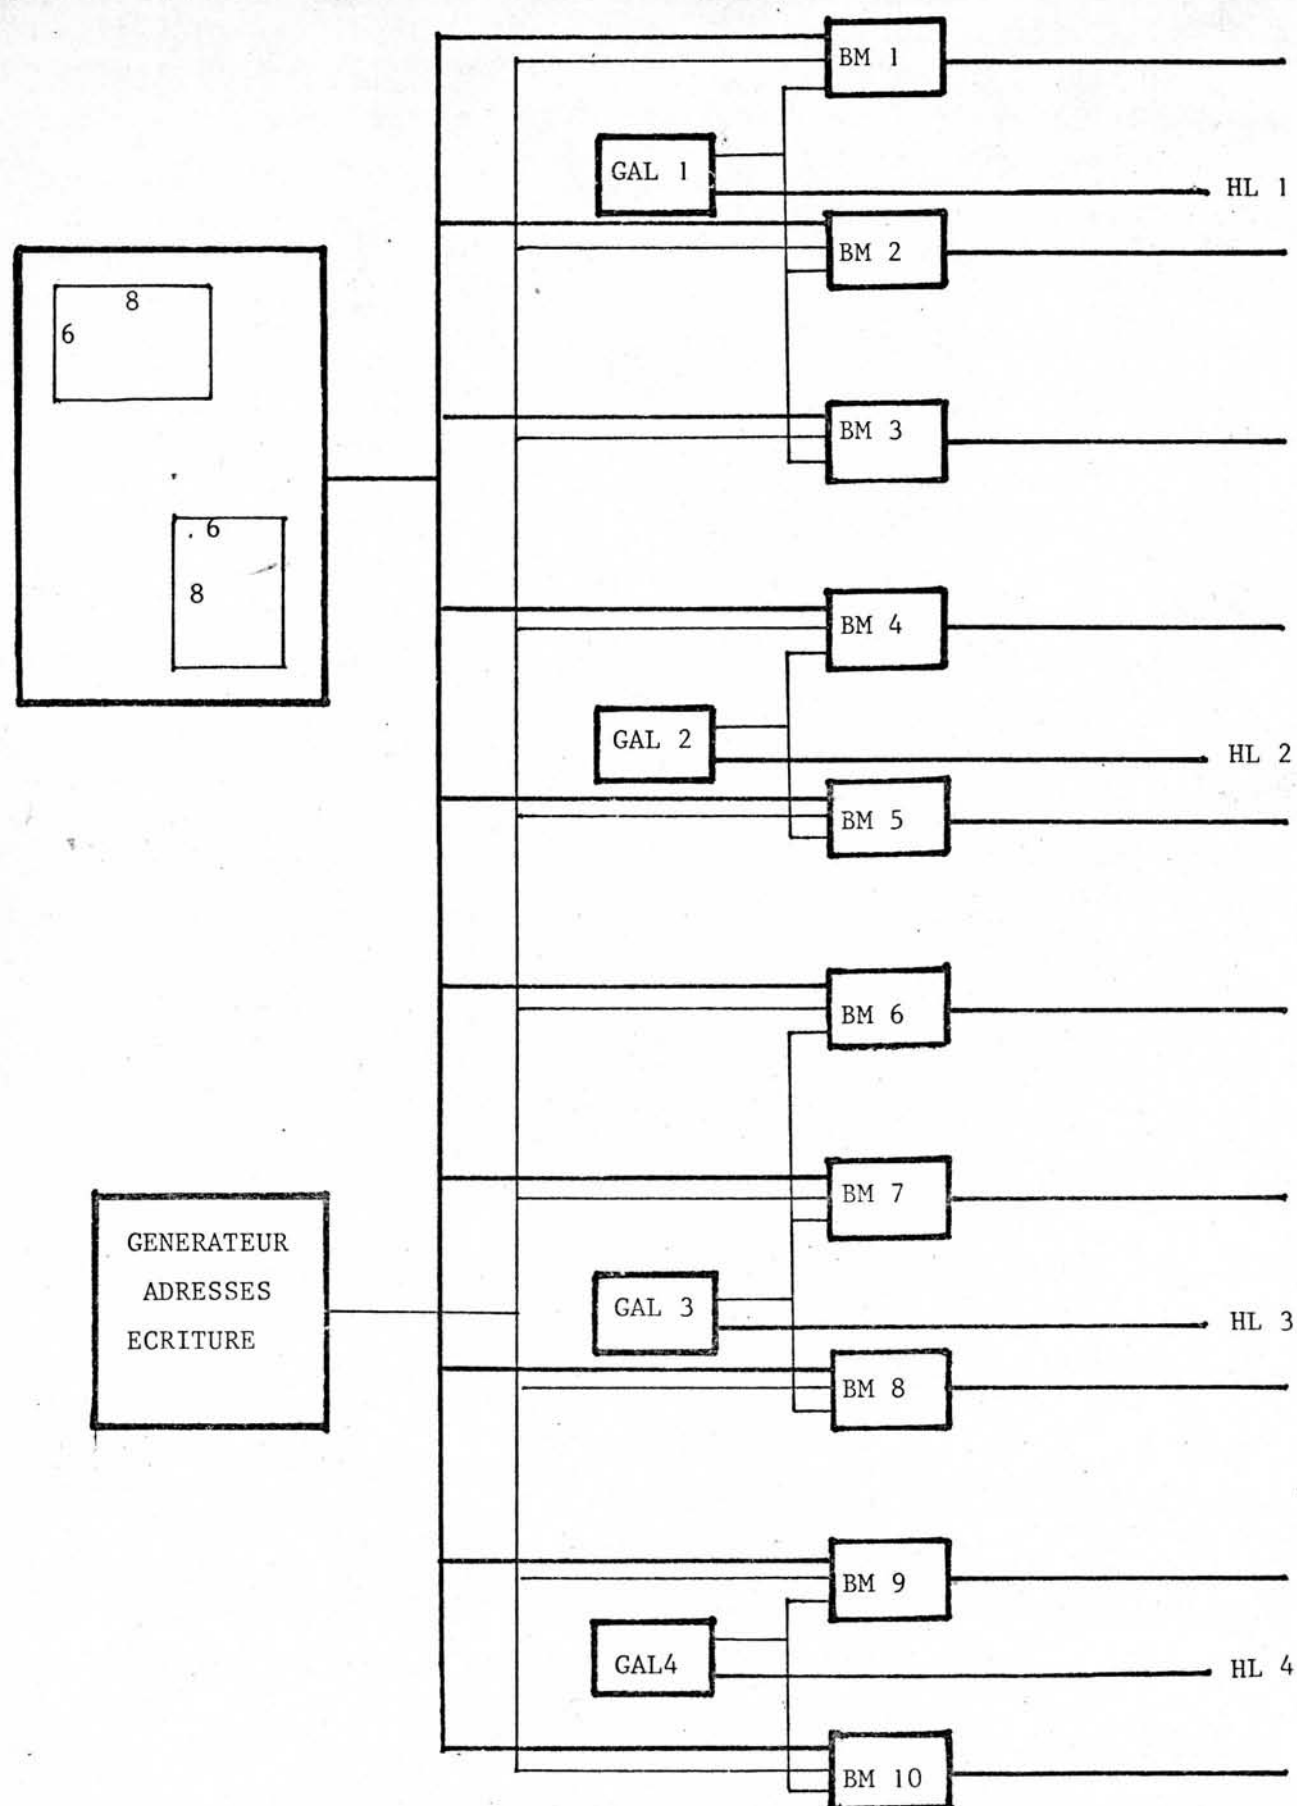 BM 1
GAL 1
HL 1
BM 2
8
6
BM 3
6
8
BM 4
GAL 2
HL 2
BM 5
BM 6
BM 7
GENERATEUR
ADRESSES
ECRITURE
GAL 3
HL 3
BM 8
BM 9
GAL4
HL 4
BM 10